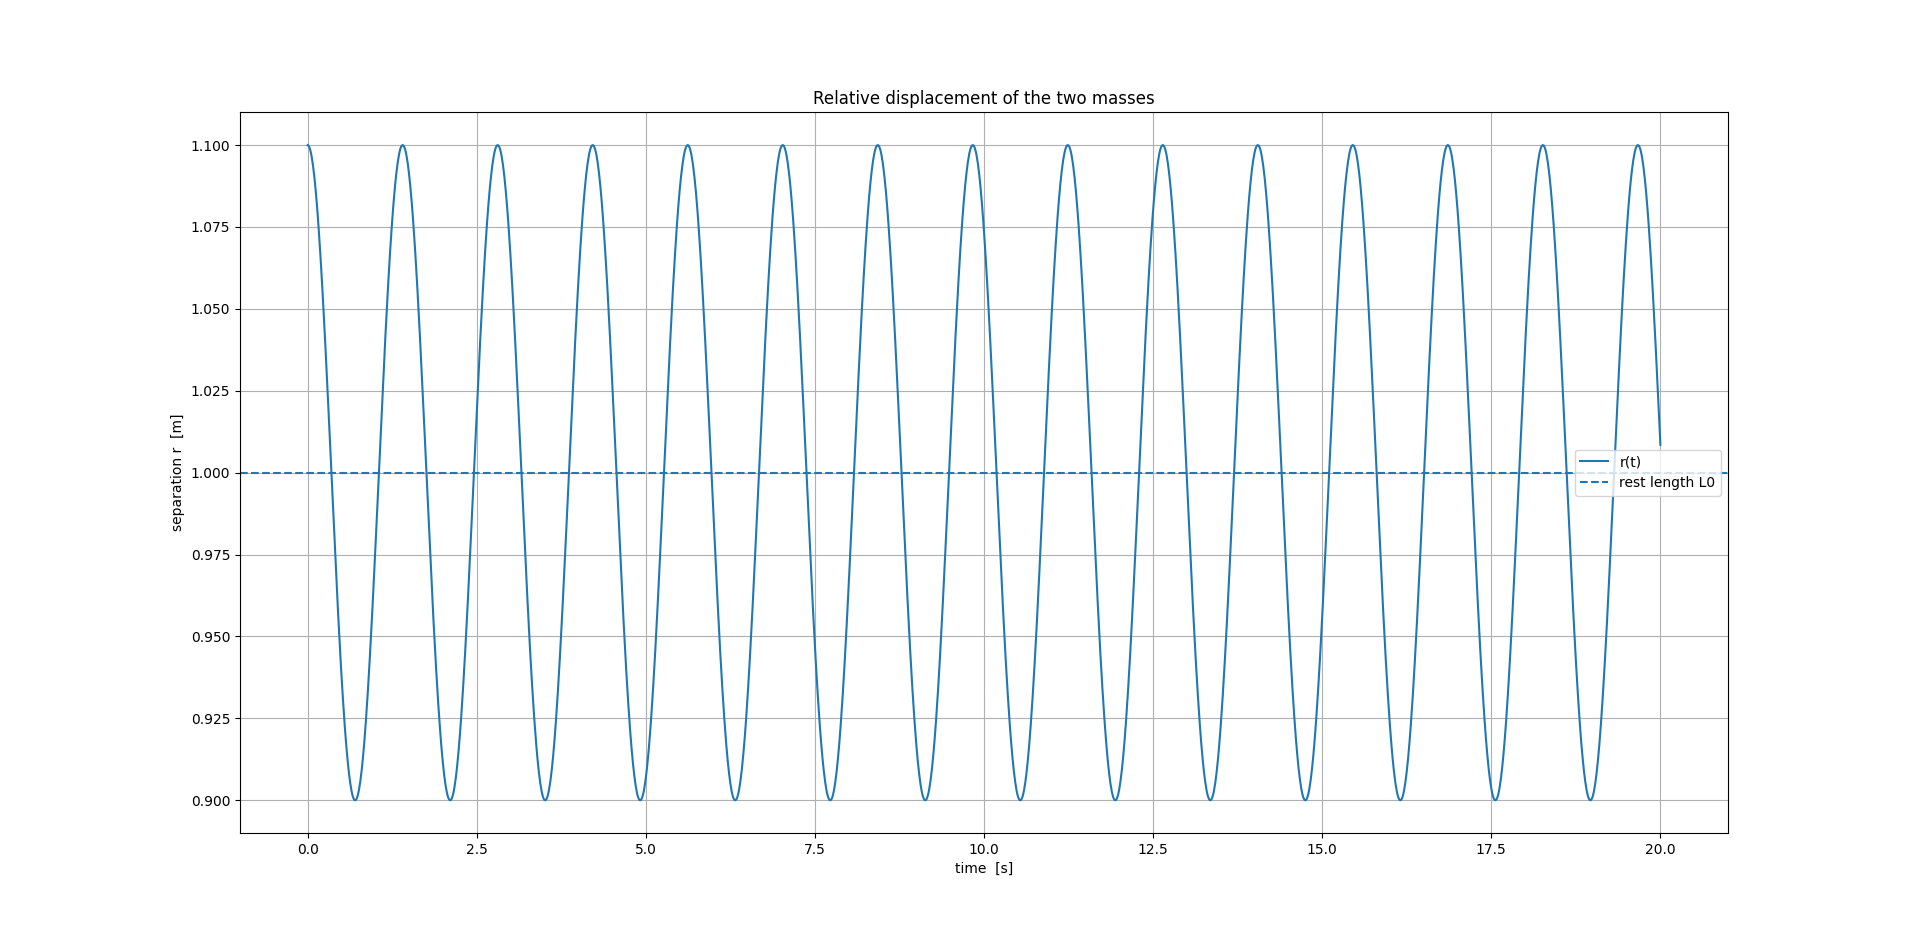 Relative displacement of the two masses
1.100
1.075
1.050
1.025
1.000
0.975
0.950
0.925
0.900
separation r [m]
r(t)
rest length L0
0.0 2.5 5.0 7.5 10.0 12.5 15.0 17.5 20.0
time [s]